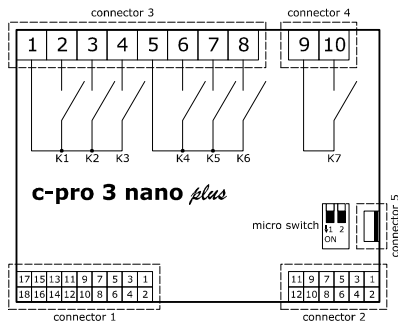 connector 3
connector 4
1 2 3 4 5 6 7 8 9 10
K1 K2 K3 K4 K5 K6 K7
c-pro 3 nano plus
micro switch
1 2
ON
connector 5
17 15 13 11 9 7 5 3 1
18 16 14 12 10 8 6 4 2
11 9 7 5 3 1
12 10 8 6 4 2
connector 1
connector 2